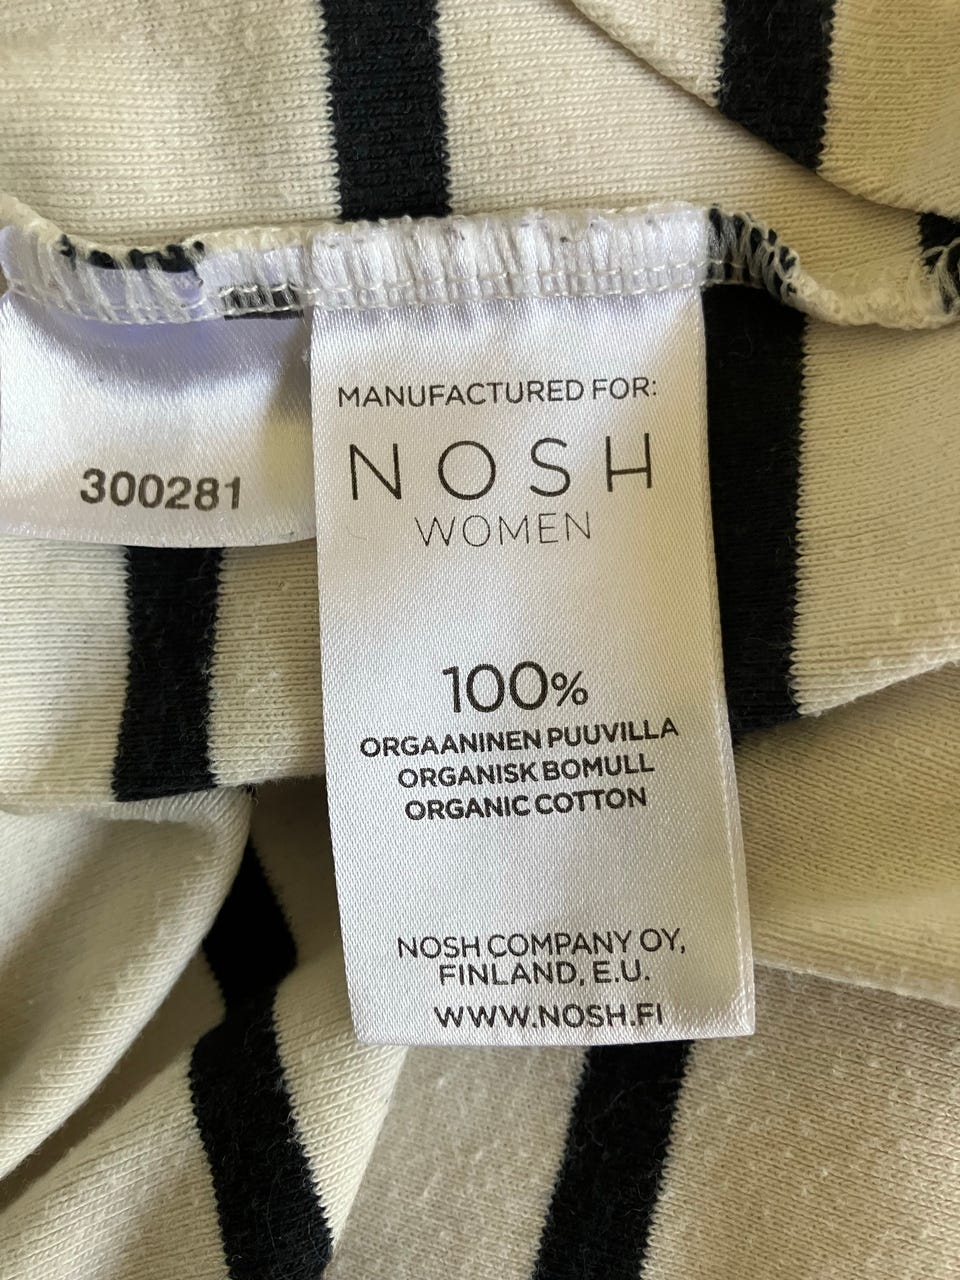 300281
MANUFACTURED FOR:
NOSH
WOMEN
100%
ORGAANINEN PUUVILLA
ORGANISK BOMULL
ORGANIC COTTON
NOSH COMPANY OY,
FINLAND, E.U.
WWW.NOSH.FI